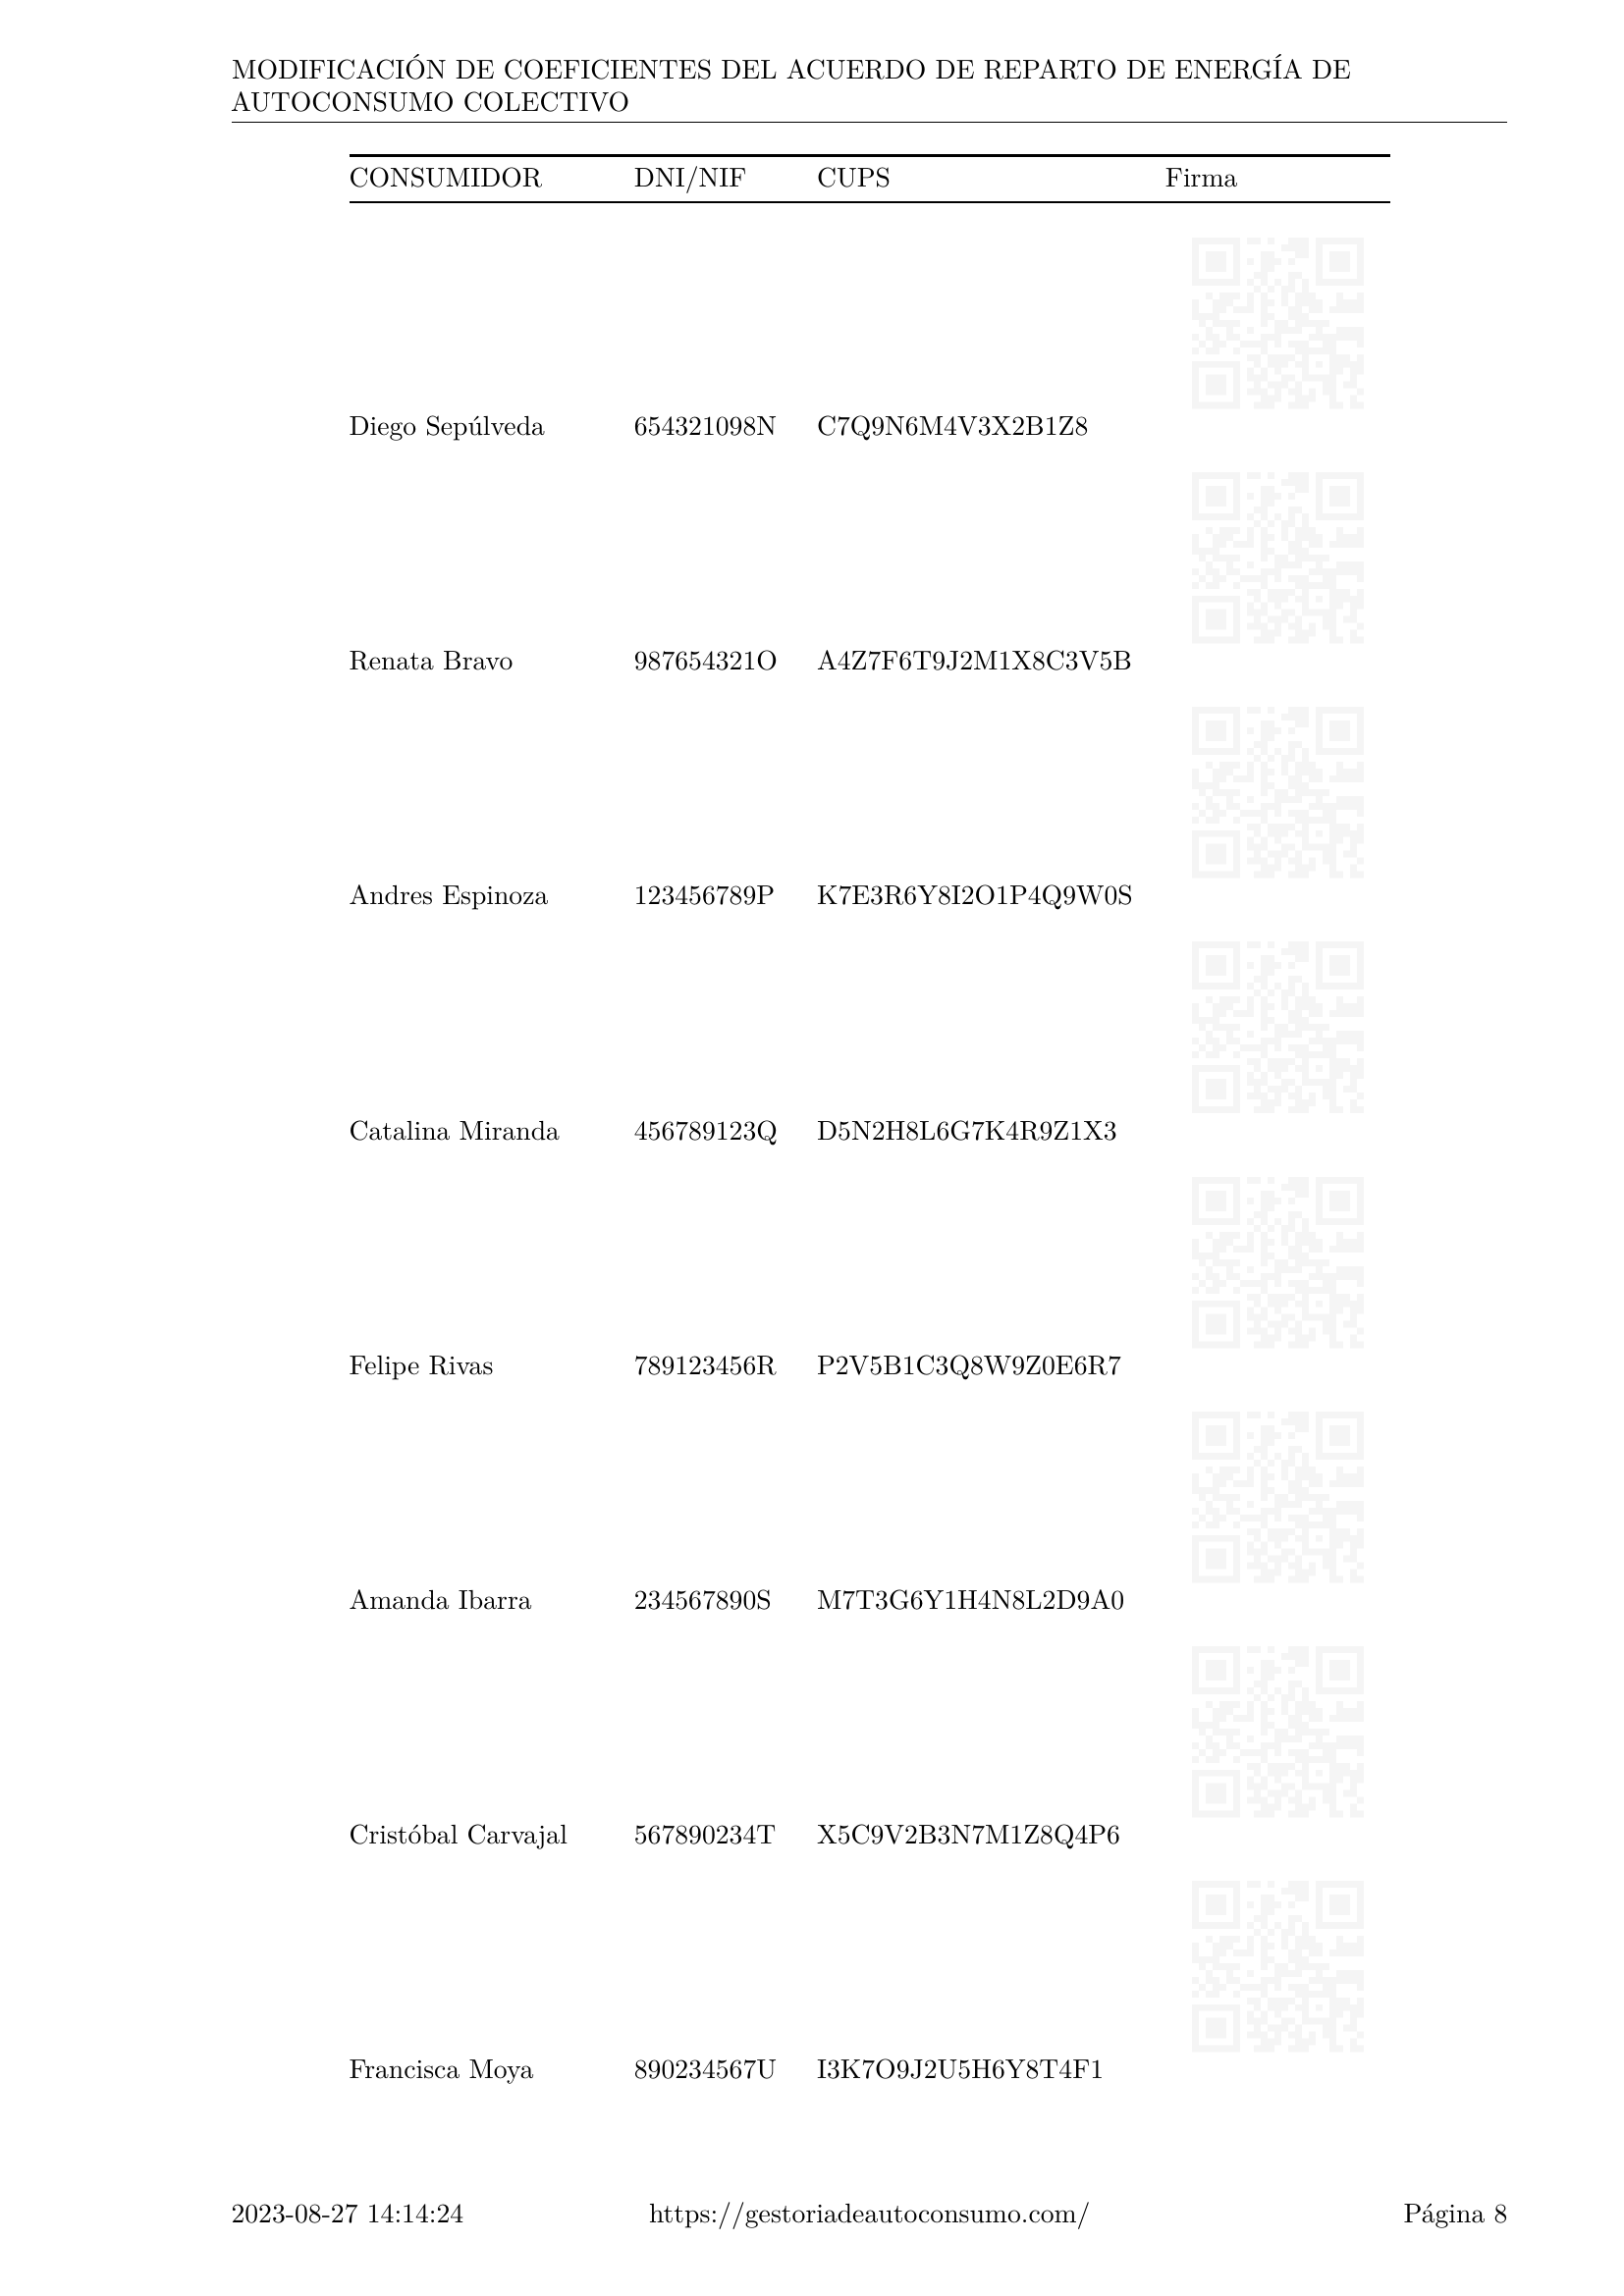 MODIFICACIÓN DE COEFICIENTES DEL ACUERDO DE REPARTO DE ENERGÍA DE
AUTOCONSUMO COLECTIVO
CONSUMIDOR DNI/NIF CUPS Firma
Diego Sepúlveda 654321098N C7Q9N6M4V3X2B1Z8
Renata Bravo 987654321O A4Z7F6T9J2M1X8C3V5B
Andres Espinoza 123456789P K7E3R6Y8I2O1P4Q9W0S
Catalina Miranda 456789123Q D5N2H8L6G7K4R9Z1X3
Felipe Rivas 789123456R P2V5B1C3Q8W9Z0E6R7
Amanda Ibarra 234567890S M7T3G6Y1H4N8L2D9A0
Cristóbal Carvajal 567890234T X5C9V2B3N7M1Z8Q4P6
Francisca Moya 890234567U I3K7O9J2U5H6Y8T4F1
2023-08-27 14:14:24 https://gestoriadeautoconsumo.com/ Página 8